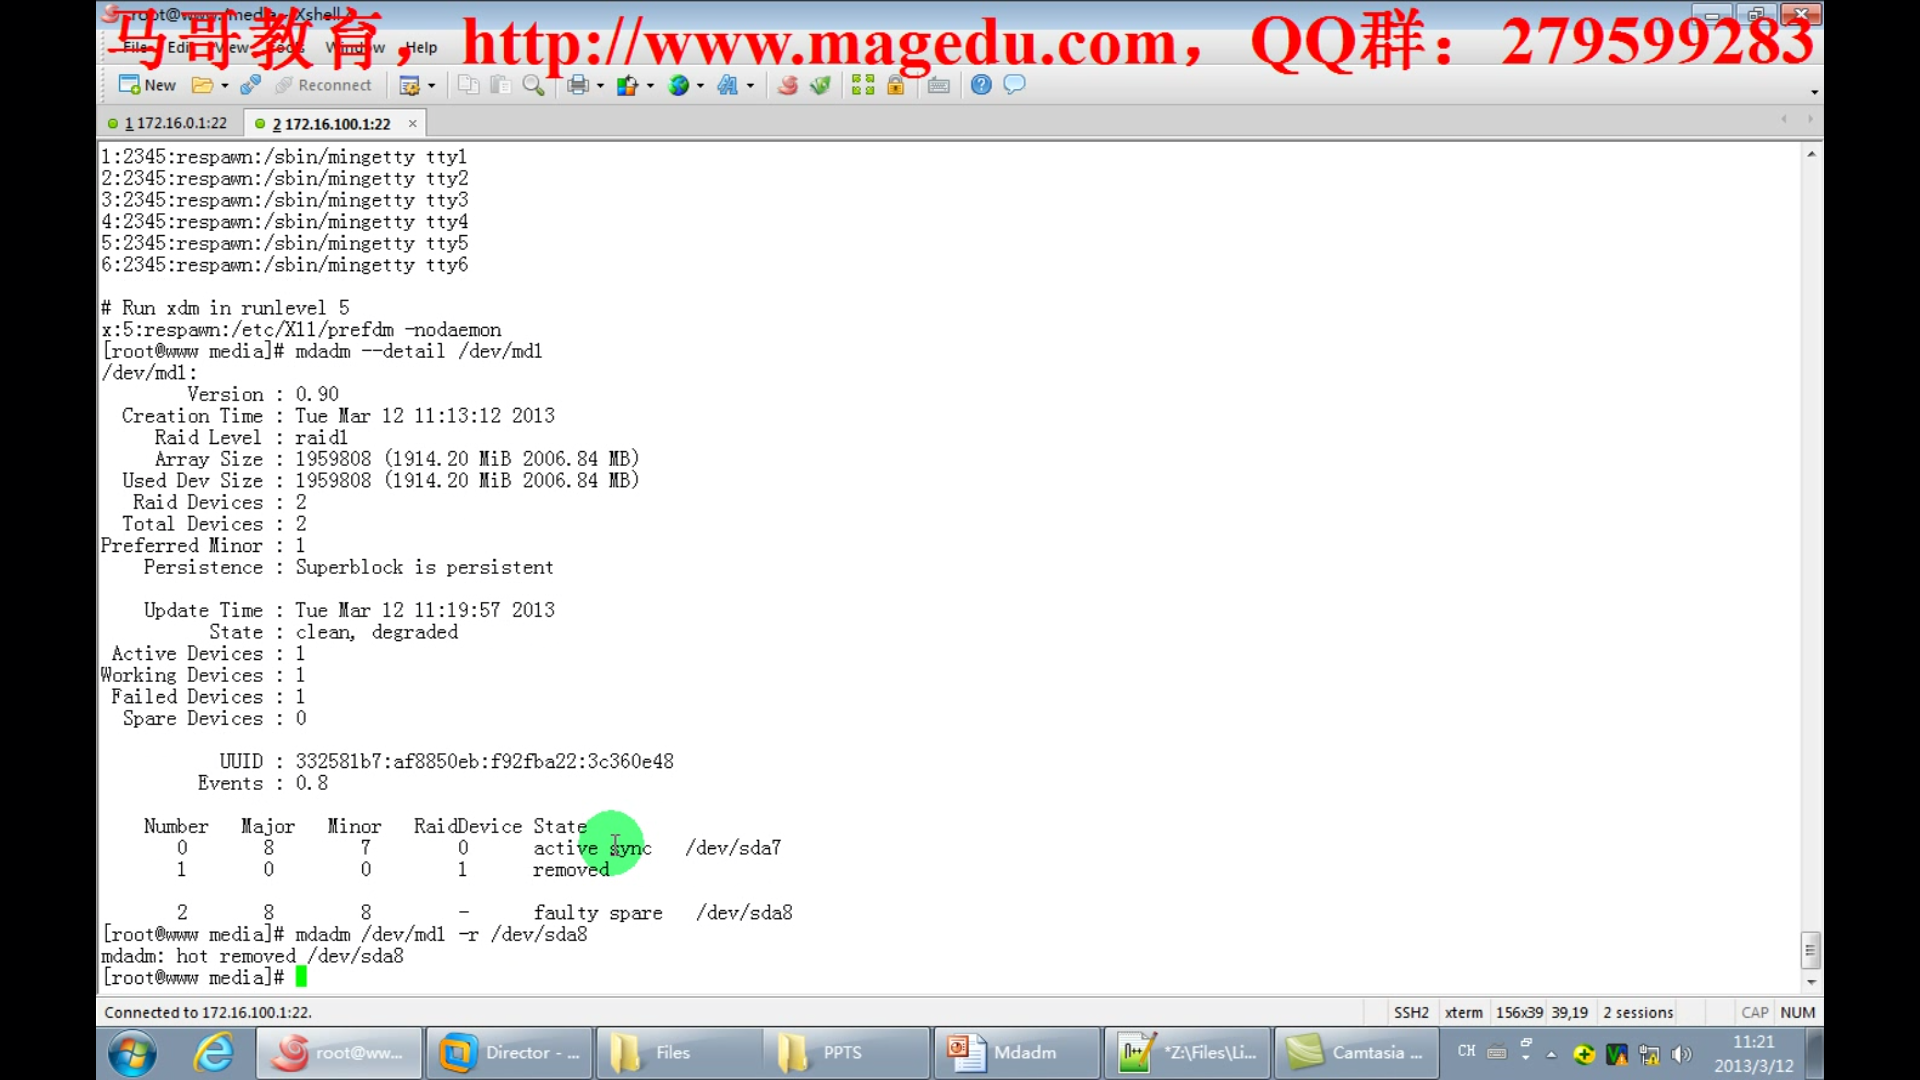 root@www:/media - Xshell 4
马哥教育，http://www.magedu.com，QQ群：279599283
File Edit View Tools Window Help
New Reconnect
1 172.16.0.1:22 2 172.16.100.1:22
1:2345:respawn:/sbin/mingetty tty1
2:2345:respawn:/sbin/mingetty tty2
3:2345:respawn:/sbin/mingetty tty3
4:2345:respawn:/sbin/mingetty tty4
5:2345:respawn:/sbin/mingetty tty5
6:2345:respawn:/sbin/mingetty tty6
# Run xdm in runlevel 5
x:5:respawn:/etc/X11/prefdm -nodaemon
[root@www media]# mdadm --detail /dev/md1
/dev/md1:
Version : 0.90
Creation Time : Tue Mar 12 11:13:12 2013
Raid Level : raid1
Array Size : 1959808 (1914.20 MiB 2006.84 MB)
Used Dev Size : 1959808 (1914.20 MiB 2006.84 MB)
Raid Devices : 2
Total Devices : 2
Preferred Minor : 1
Persistence : Superblock is persistent
Update Time : Tue Mar 12 11:19:57 2013
State : clean, degraded
Active Devices : 1
Working Devices : 1
Failed Devices : 1
Spare Devices : 0
UUID : 332581b7:af8850eb:f92fba22:3c360e48
Events : 0.8
Number Major Minor RaidDevice State
0 8 7 0 active sync /dev/sda7
1 0 0 1 removed
2 8 8 - faulty spare /dev/sda8
[root@www media]# mdadm /dev/md1 -r /dev/sda8
mdadm: hot removed /dev/sda8
[root@www media]#
Connected to 172.16.100.1:22. SSH2 xterm 156x39 39,19 2 sessions CAP NUM
root@ww... Director - ... Files PPTS Mdadm *Z:\Files\Li... Camtasia ... CH 11:21
2013/3/12